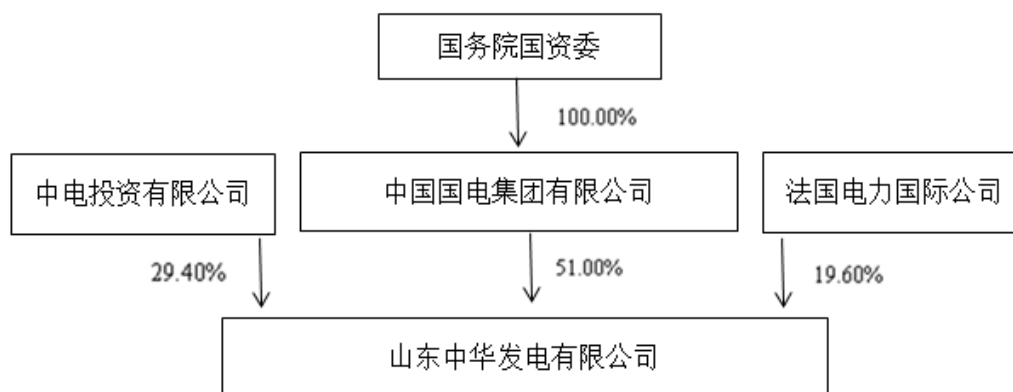 国务院国资委
100.00%
中电投资有限公司
中国国电集团有限公司
法国电力国际公司
29.40%
51.00%
19.60%
山东中华发电有限公司